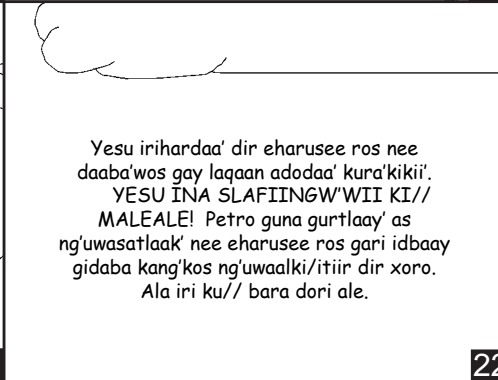 Yesu irihardaa' dir eharusee ros nee
daaba'wos gay laqaan adodaa' kura'kikii'.
YESU INA SLAFIINGW'WII KI//
MALEALE! Petro guna gurtlaay' as
ng'uwasatlaak' nee eharusee ros gari idbaay
gidaba kang'kos ng'uwaalki/itiir dir xoro.
Ala iri ku// bara dori ale.
22